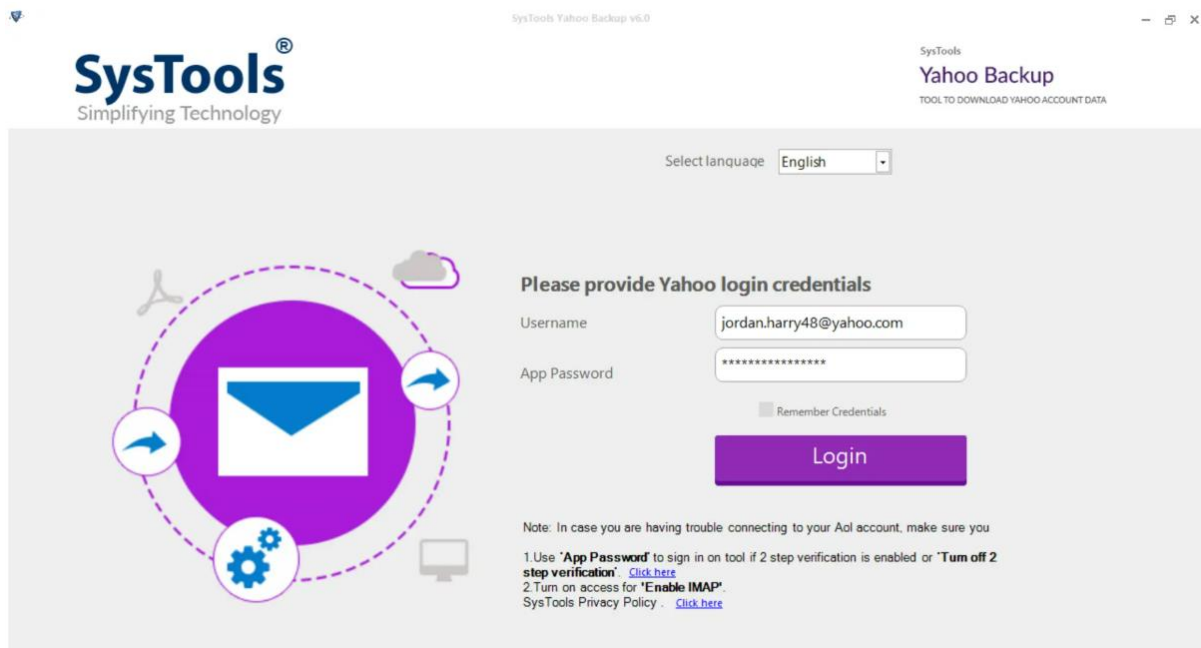 SysTools Yahoo Backup v6.0
SysTools®
Simplifying Technology
SysTools
Yahoo Backup
TOOL TO DOWNLOAD YAHOO ACCOUNT DATA
Select language English
Please provide Yahoo login credentials
Username jordan.harry48@yahoo.com
App Password ****************
Remember Credentials
Login
Note: In case you are having trouble connecting to your Aol account, make sure you
1.Use 'App Password' to sign in on tool if 2 step verification is enabled or 'Turn off 2
step verification'. Click here
2.Turn on access for 'Enable IMAP'.
SysTools Privacy Policy . Click here